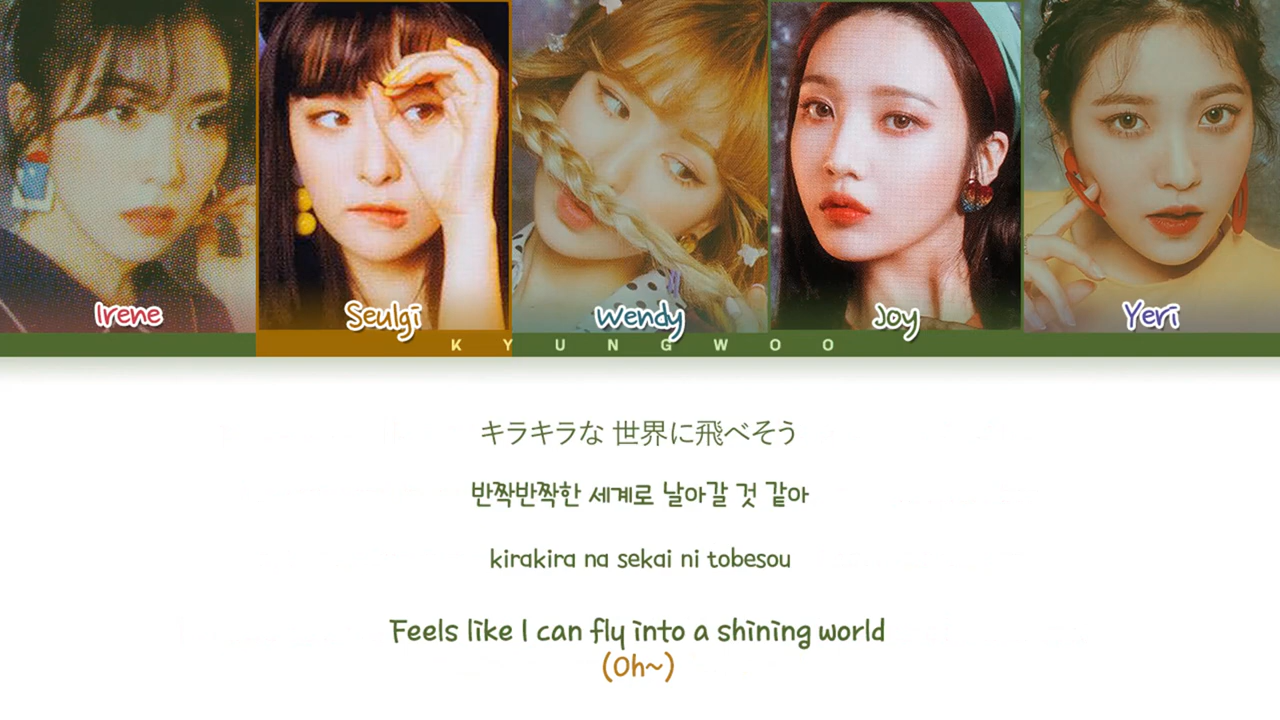 Irene Seulgi Wendy Joy Yeri
KYUNGWOO
キラキラな 世界に飛べそう
반짝반짝한 세계로 날아갈 것 같아
kirakira na sekai ni tobesou
Feels like I can fly into a shining world
(Oh~)